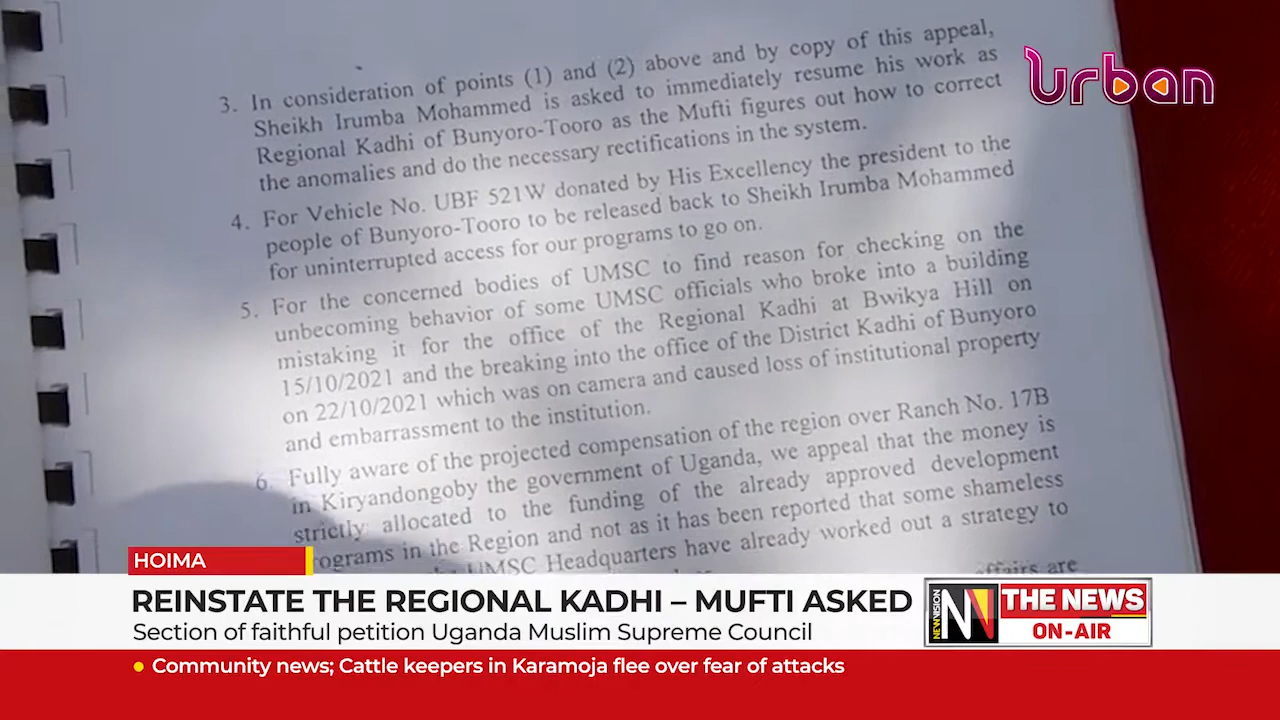 urban
3. In consideration of points (1) and (2) above and by copy of this appeal,
Sheikh Irumba Mohammed is asked to immediately resume his work as
Regional Kadhi of Bunyoro-Tooro as the Mufti figures out how to correct
the anomalies and do the necessary rectifications in the system.
4. For Vehicle No. UBF 521W donated by His Excellency the president to the
people of Bunyoro-Tooro to be released back to Sheikh Irumba Mohammed
for uninterrupted access for our programs to go on.
5. For the concerned bodies of UMSC to find reason for checking on the
unbecoming behavior of some UMSC officials who broke into a building
mistaking it for the office of the Regional Kadhi at Bwikya Hill on
15/10/2021 and the breaking into the office of the District Kadhi of Bunyoro
on 22/10/2021 which was on camera and caused loss of institutional property
and embarrassment to the institution.
6. Fully aware of the projected compensation of the region over Ranch No. 17B
in Kiryandongoby the government of Uganda, we appeal that the money is
strictly allocated to the funding of the already approved development
rograms in the Region and not as it has been reported that some shameless
UMSC Headquarters have already worked out a strategy to
ffairs are
HOIMA
REINSTATE THE REGIONAL KADHI – MUFTI ASKED
Section of faithful petition Uganda Muslim Supreme Council
NEW VISION
N
THE NEWS
ON-AIR
Community news; Cattle keepers in Karamoja flee over fear of attacks